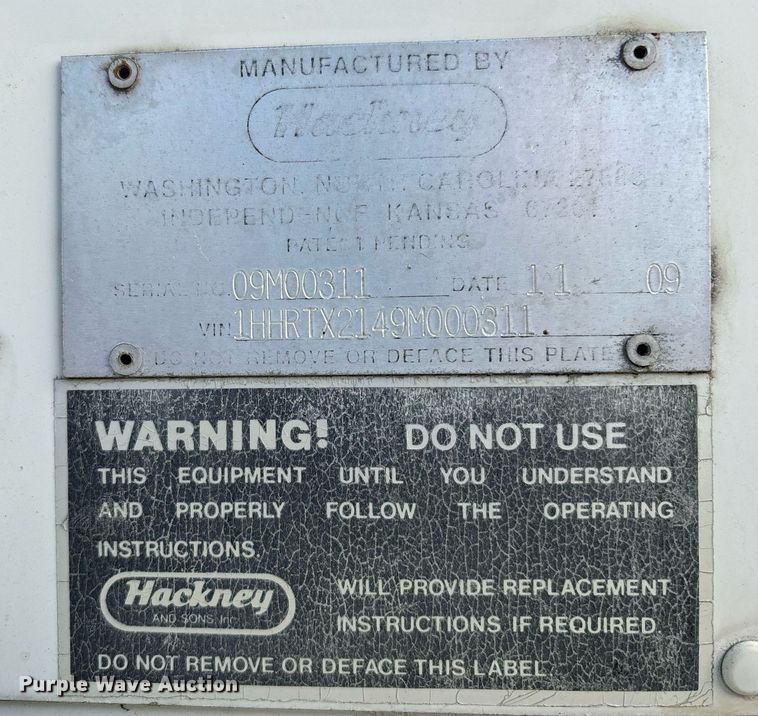 MANUFACTURED BY
Hackney
WASHINGTON, NORTH CAROLINA
INDEPENDENCE, KANSAS
PATENT PENDING
SERIAL NO. 09M00311 DATE 11 09
VIN 1HHRTX2149M000311
DO NOT REMOVE OR DEFACE THIS PLATE
WARNING! DO NOT USE
THIS EQUIPMENT UNTIL YOU UNDERSTAND
AND PROPERLY FOLLOW THE OPERATING
INSTRUCTIONS.
Hackney
AND SONS, Inc.
WILL PROVIDE REPLACEMENT
INSTRUCTIONS IF REQUIRED.
DO NOT REMOVE OR DEFACE THIS LABEL.
Purple Wave Auction